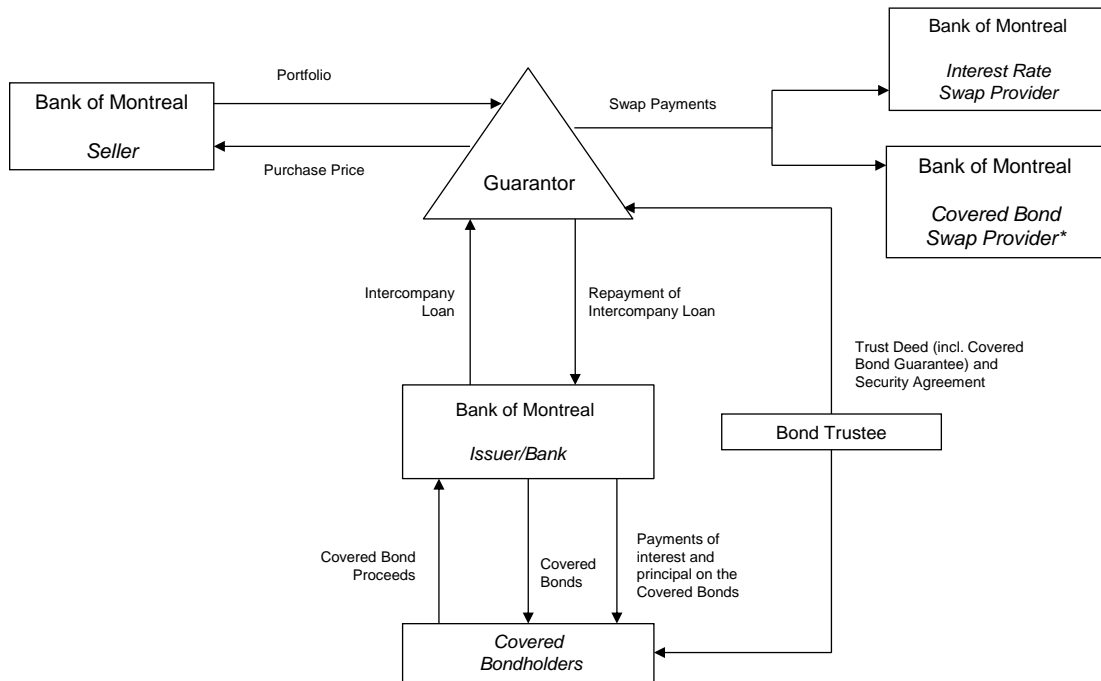 Bank of Montreal
Interest Rate
Swap Provider
Portfolio
Swap Payments
Bank of Montreal
Seller
Purchase Price
Guarantor
Bank of Montreal
Covered Bond
Swap Provider*
Intercompany
Loan
Repayment of
Intercompany Loan
Trust Deed (incl. Covered
Bond Guarantee) and
Security Agreement
Bank of Montreal
Issuer/Bank
Bond Trustee
Covered Bond
Proceeds
Covered
Bonds
Payments of
interest and
principal on the
Covered Bonds
Covered
Bondholders